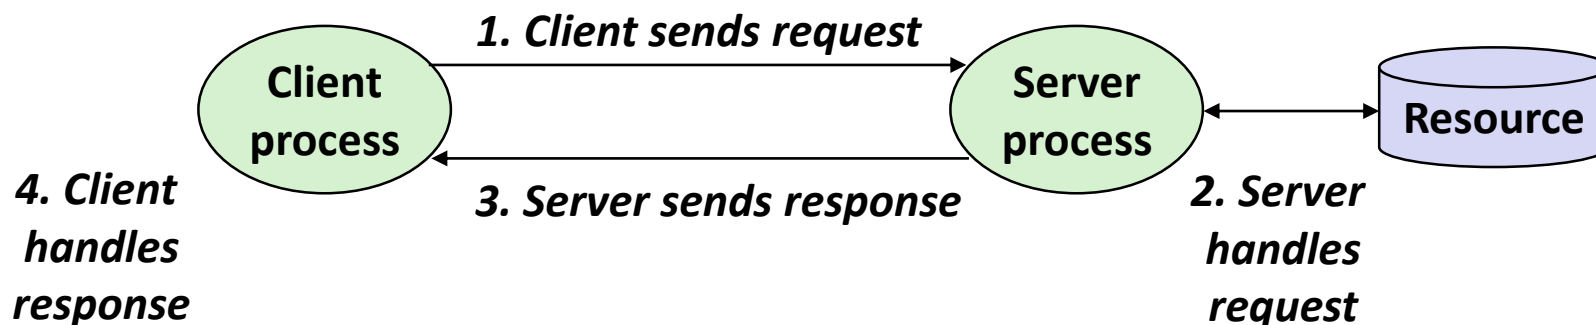 1. Client sends request
Client
process
Server
process
Resource
3. Server sends response
4. Client
handles
response
2. Server
handles
request